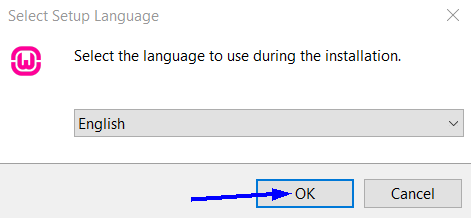 Select Setup Language
Select the language to use during the installation.
English
OK
Cancel